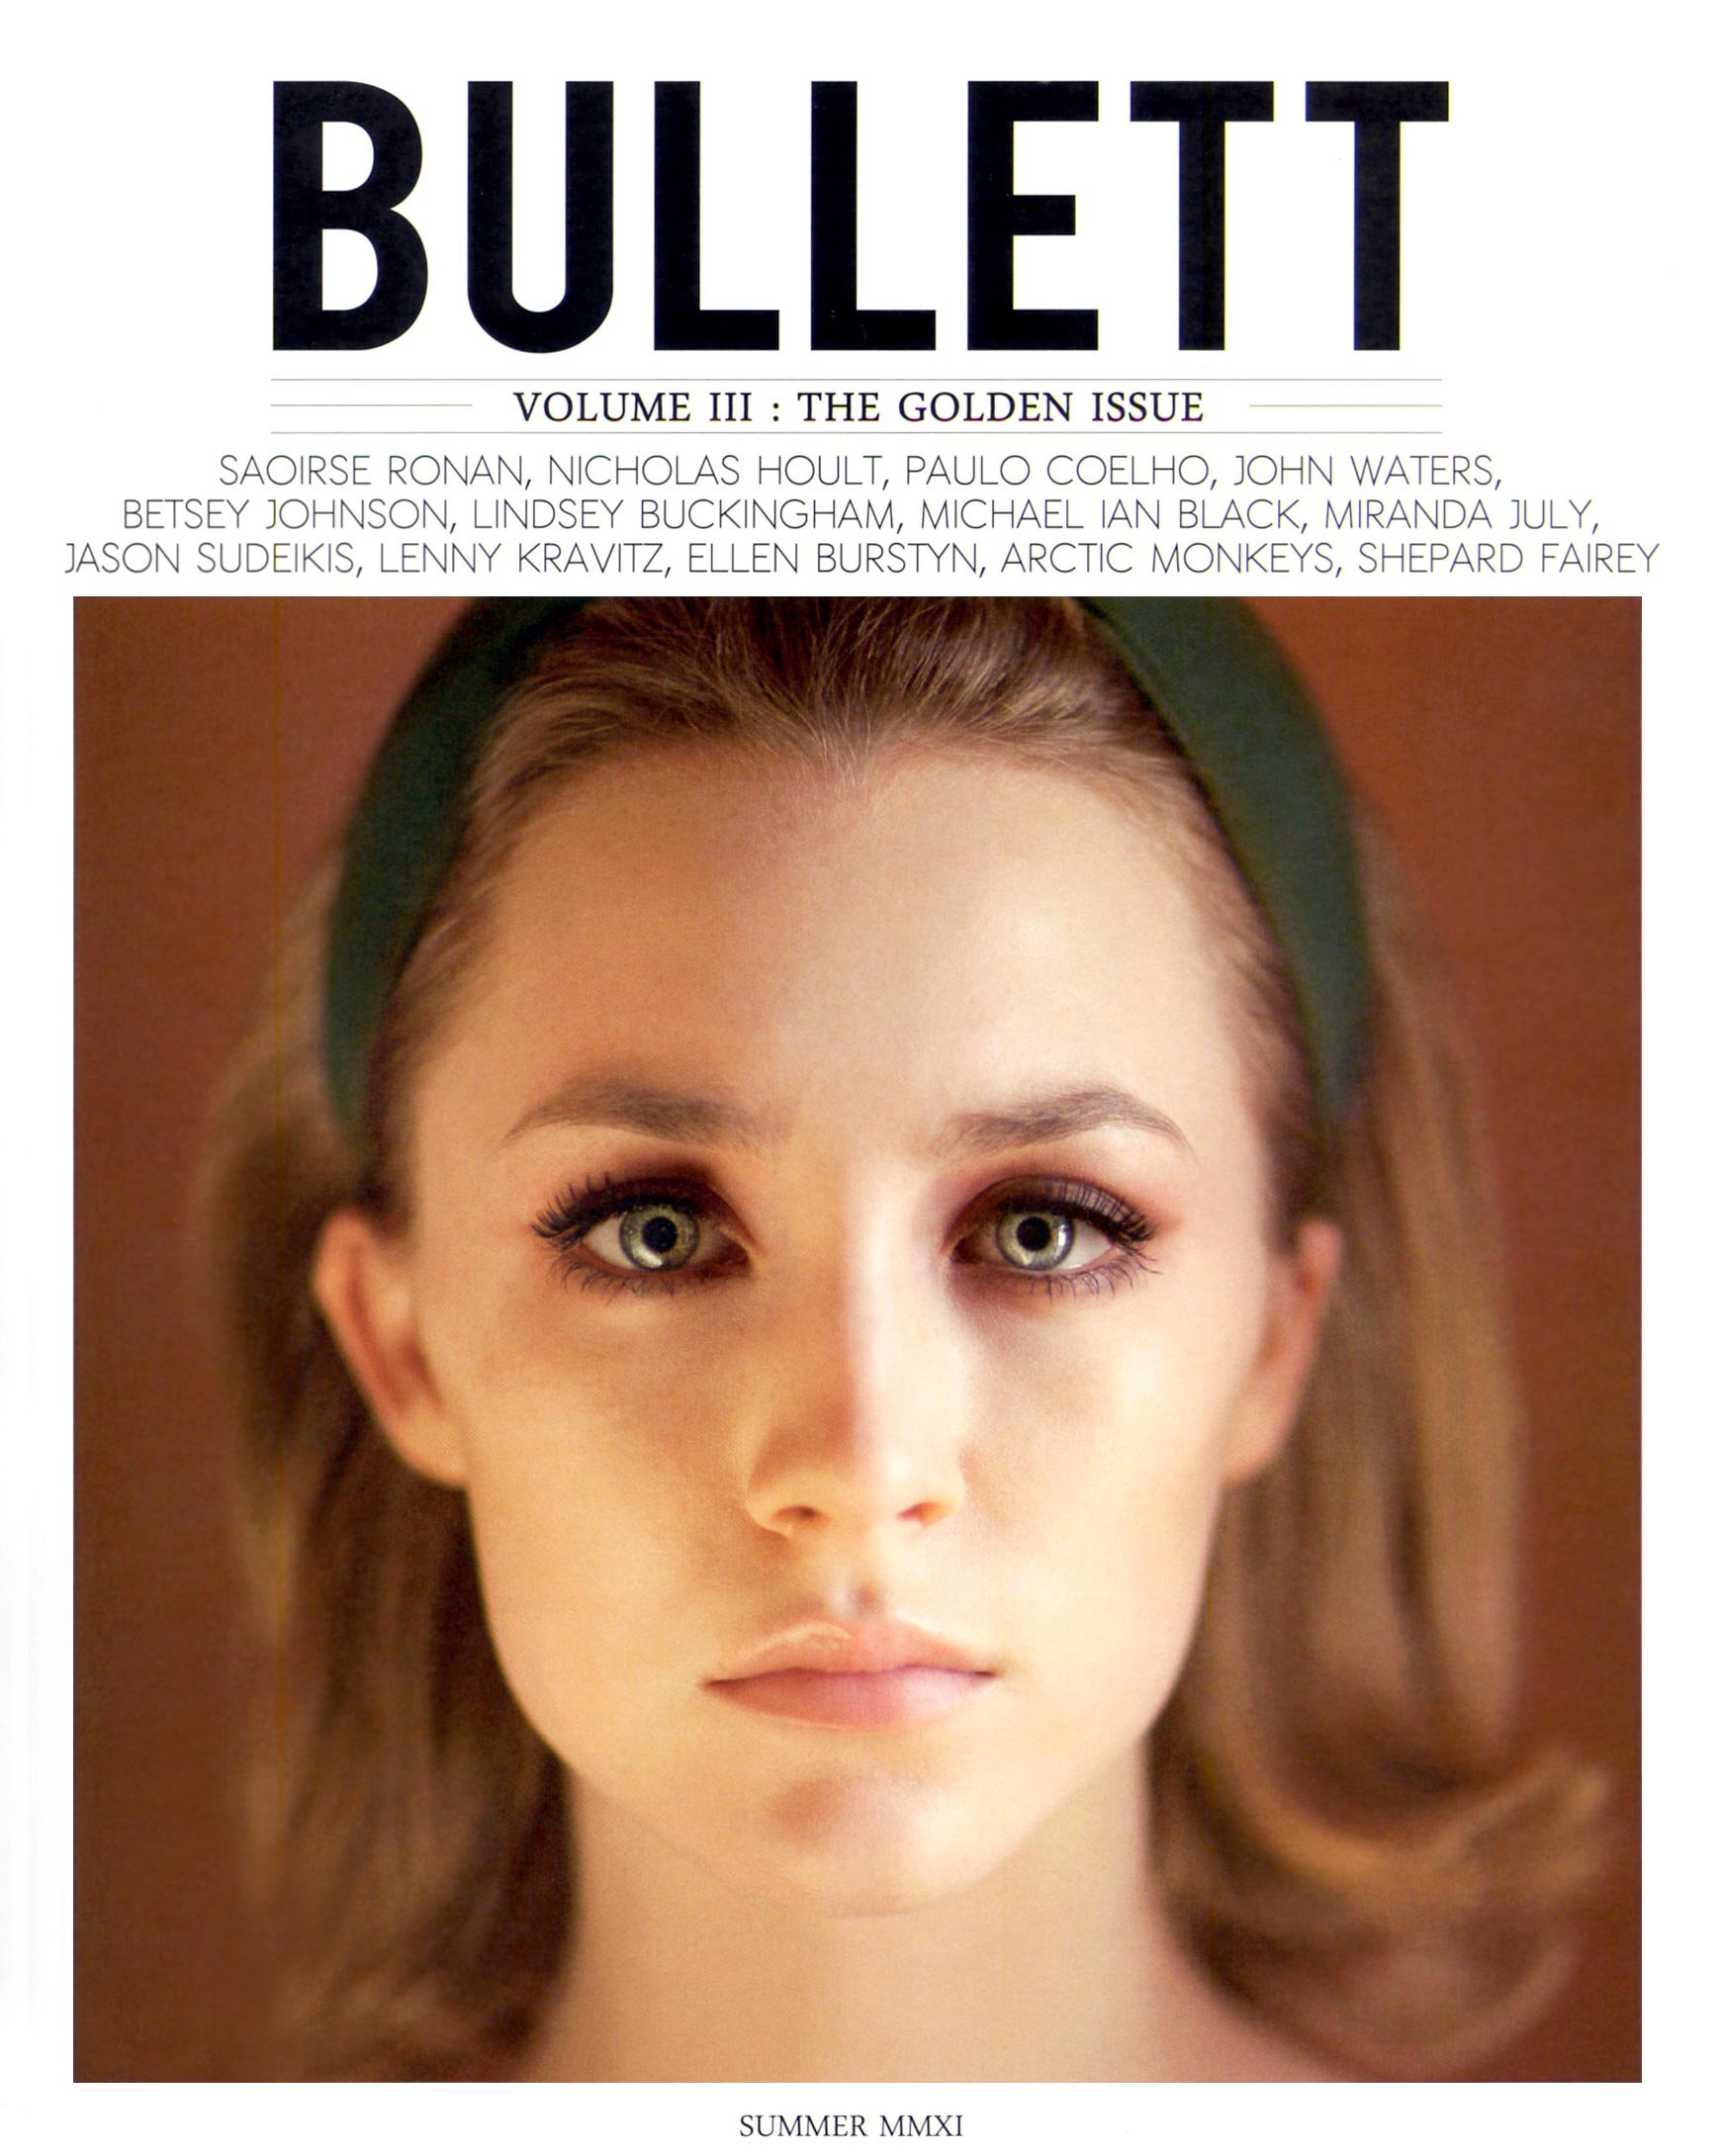 BULLETT
VOLUME III : THE GOLDEN ISSUE
SAOIRSE RONAN, NICHOLAS HOULT, PAULO COELHO, JOHN WATERS,
BETSEY JOHNSON, LINDSEY BUCKINGHAM, MICHAEL IAN BLACK, MIRANDA JULY,
JASON SUDEIKIS, LENNY KRAVITZ, ELLEN BURSTYN, ARCTIC MONKEYS, SHEPARD FAIREY
SUMMER MMXI